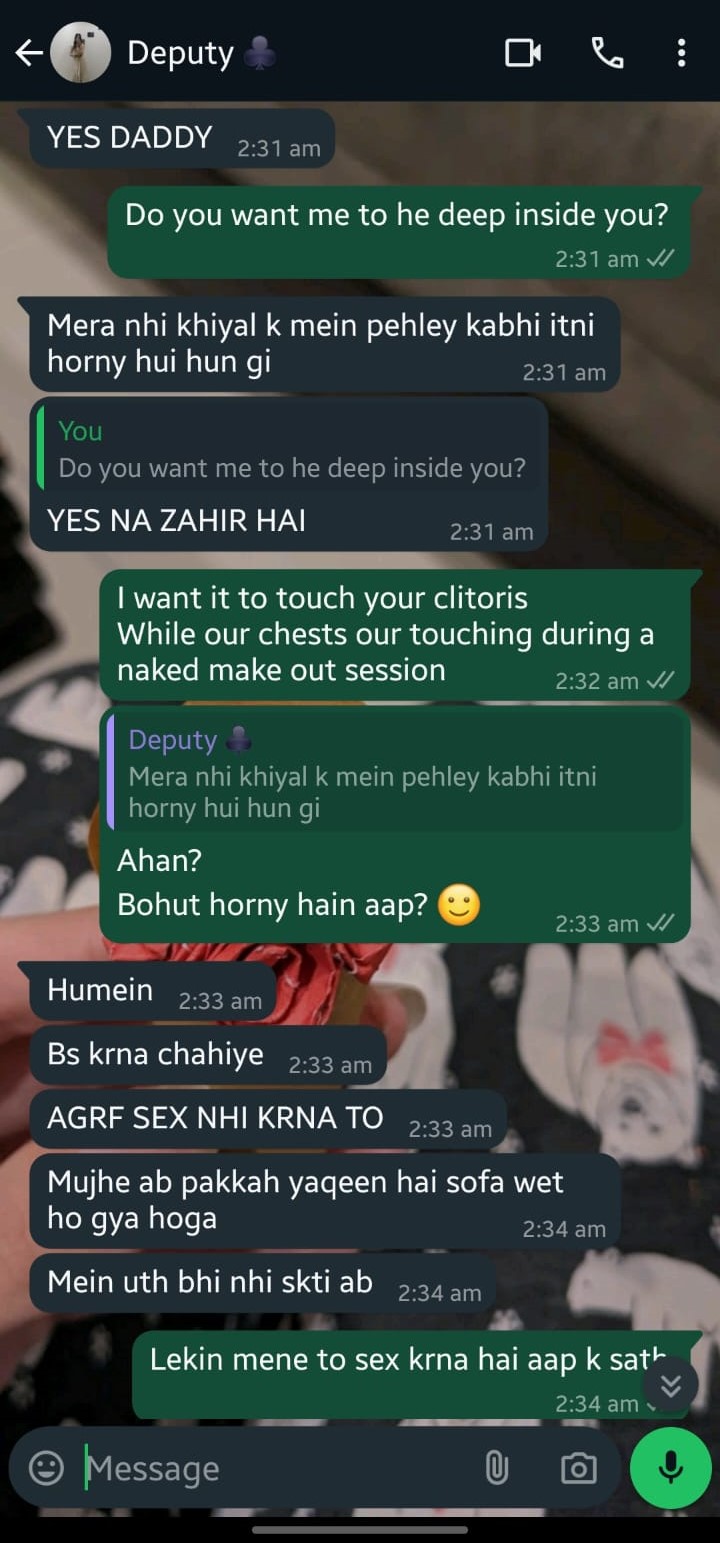 Deputy ♣
YES DADDY 2:31 am
Do you want me to he deep inside you?
2:31 am
Mera nhi khiyal k mein pehley kabhi itni
horny hui hun gi 2:31 am
You
Do you want me to he deep inside you?
YES NA ZAHIR HAI 2:31 am
I want it to touch your clitoris
While our chests our touching during a
naked make out session 2:32 am
Deputy ♣
Mera nhi khiyal k mein pehley kabhi itni
horny hui hun gi
Ahan?
Bohut horny hain aap? 🙂 2:33 am
Humein 2:33 am
Bs krna chahiye 2:33 am
AGRF SEX NHI KRNA TO 2:33 am
Mujhe ab pakkah yaqeen hai sofa wet
ho gya hoga 2:34 am
Mein uth bhi nhi skti ab 2:34 am
Lekin mene to sex krna hai aap k sath
2:34 am
Message